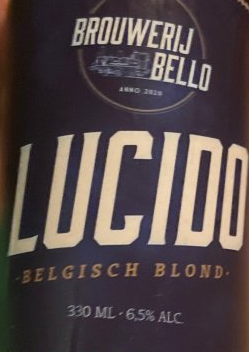 BROUWERIJ
BELLO
ANNO 2020
LUCIDO
·BELGISCH BLOND·
330 ML · 6,5% ALC.